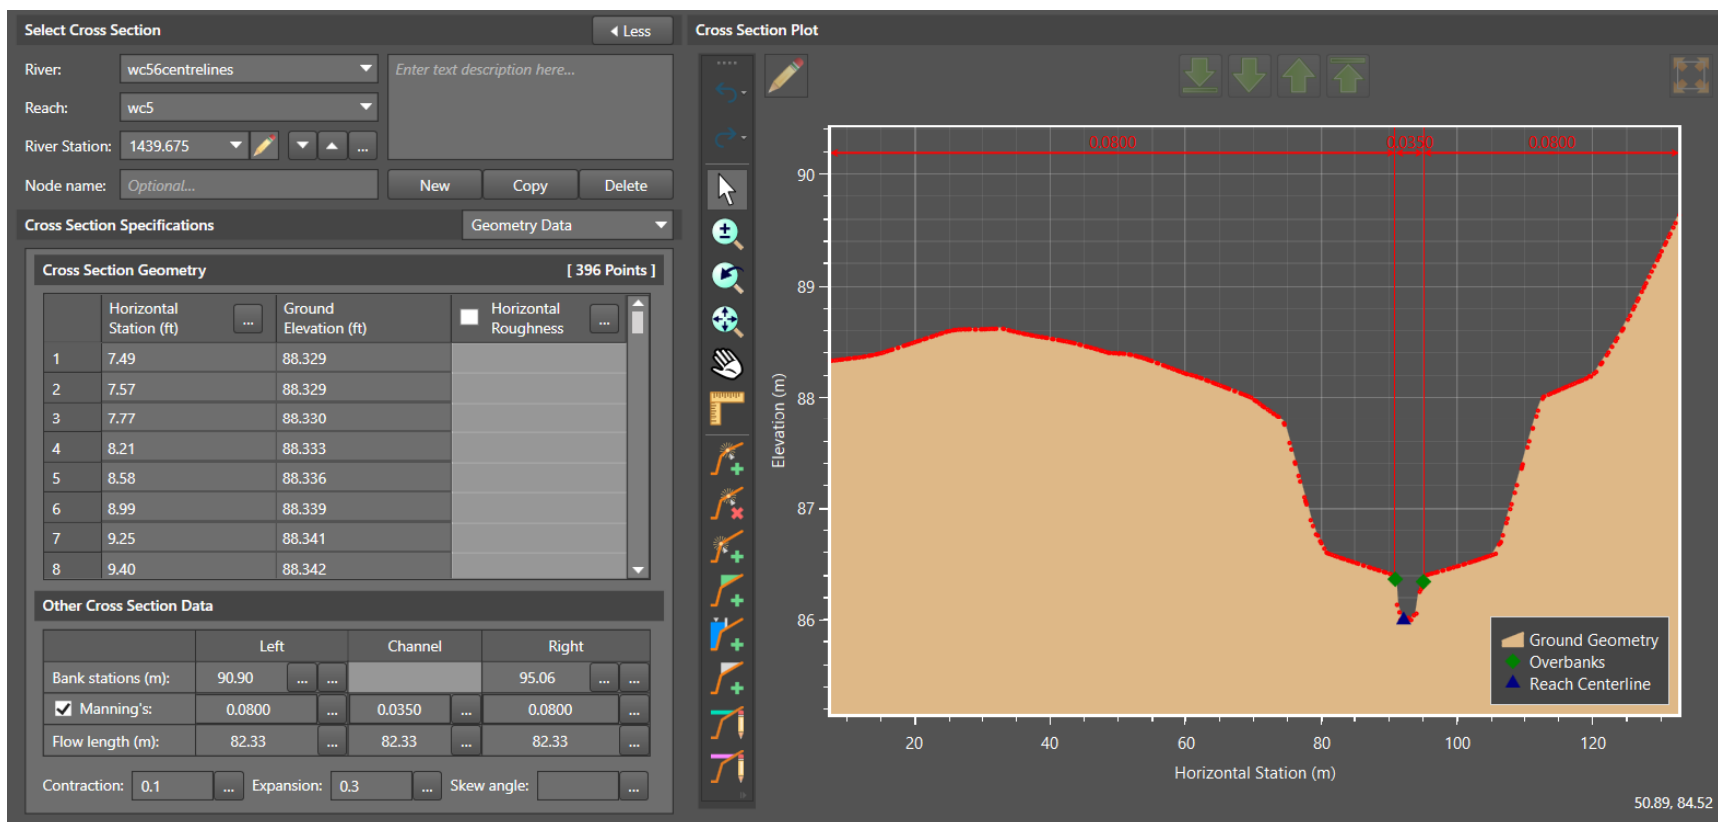 Select Cross Section
Less
River:
wc56centrelines
Enter text description here...
Reach:
wc5
River Station:
1439.675
...
Node name:
Optional...
New
Copy
Delete
Cross Section Specifications
Geometry Data
Cross Section Geometry
[ 396 Points ]
Horizontal
Station (ft)
...
Ground
Elevation (ft)
Horizontal
Roughness
...
1 7.49 88.329
2 7.57 88.329
3 7.77 88.330
4 8.21 88.333
5 8.58 88.336
6 8.99 88.339
7 9.25 88.341
8 9.40 88.342
Other Cross Section Data
Left Channel Right
Bank stations (m): 90.90 ... ... 95.06 ... ...
Manning's: 0.0800 ... 0.0350 ... 0.0800 ...
Flow length (m): 82.33 ... 82.33 ... 82.33 ...
Contraction: 0.1 ... Expansion: 0.3 ... Skew angle: ...
Cross Section Plot
0.0800 0.0350 0.0800
90
89
88
87
86
Elevation (m)
Ground Geometry
Overbanks
Reach Centerline
20 40 60 80 100 120
Horizontal Station (m)
50.89, 84.52